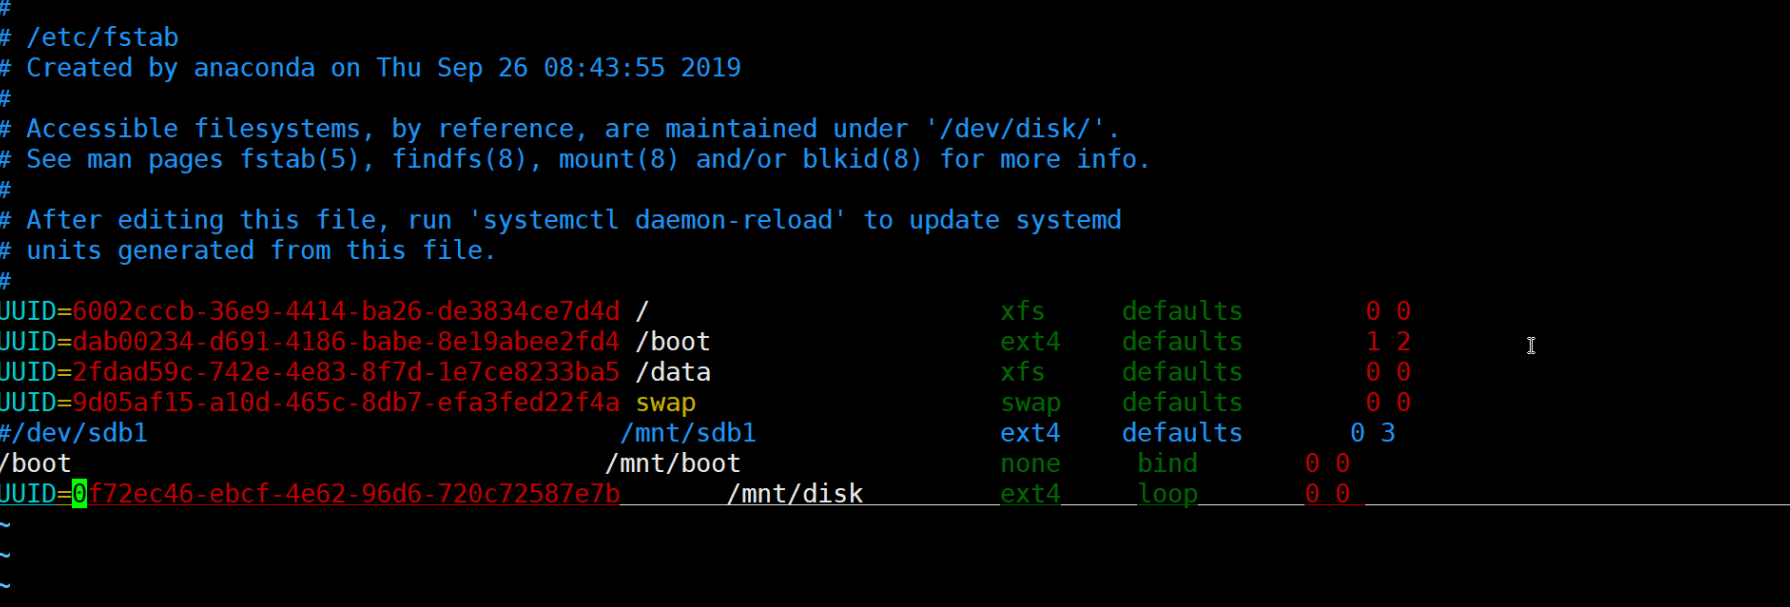 #
# /etc/fstab
# Created by anaconda on Thu Sep 26 08:43:55 2019
#
# Accessible filesystems, by reference, are maintained under '/dev/disk/'.
# See man pages fstab(5), findfs(8), mount(8) and/or blkid(8) for more info.
#
# After editing this file, run 'systemctl daemon-reload' to update systemd
# units generated from this file.
#
UUID=6002cccb-36e9-4414-ba26-de3834ce7d4d / xfs defaults 0 0
UUID=dab00234-d691-4186-babe-8e19abee2fd4 /boot ext4 defaults 1 2
UUID=2fdad59c-742e-4e83-8f7d-1e7ce8233ba5 /data xfs defaults 0 0
UUID=9d05af15-a10d-465c-8db7-efa3fed22f4a swap swap defaults 0 0
#/dev/sdb1 /mnt/sdb1 ext4 defaults 0 3
/boot /mnt/boot none bind 0 0
UUID=0f72ec46-ebcf-4e62-96d6-720c72587e7b /mnt/disk ext4 loop 0 0
~
~
~